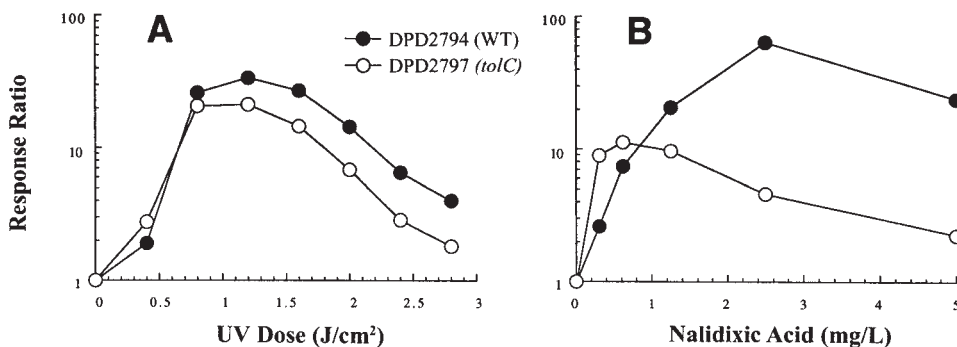 A
B
DPD2794 (WT)
DPD2797 (tolC)
Response Ratio
100
10
1
0
0.5
1
1.5
2
2.5
3
UV Dose (J/cm²)
100
10
1
0
1
2
3
4
5
Nalidixic Acid (mg/L)